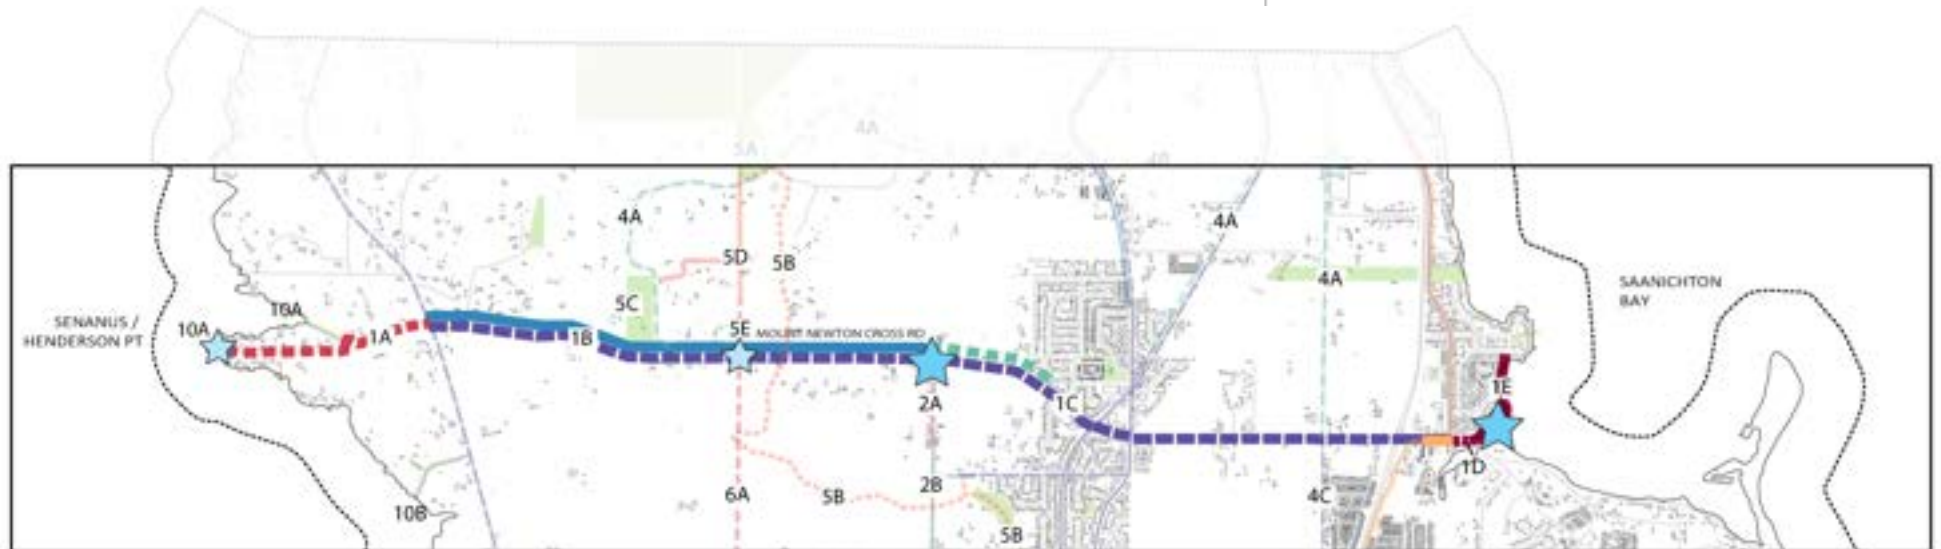 4A
5A
4B
4A
4A
5D
5B
4A
SAANICHTON
BAY
5C
10A
SENANUS /
HENDERSON PT
10A
1A
1B
5E
MOUNT NEWTON CROSS RD
1E
2A
1C
1D
6A
5B
2B
4C
10B
5B